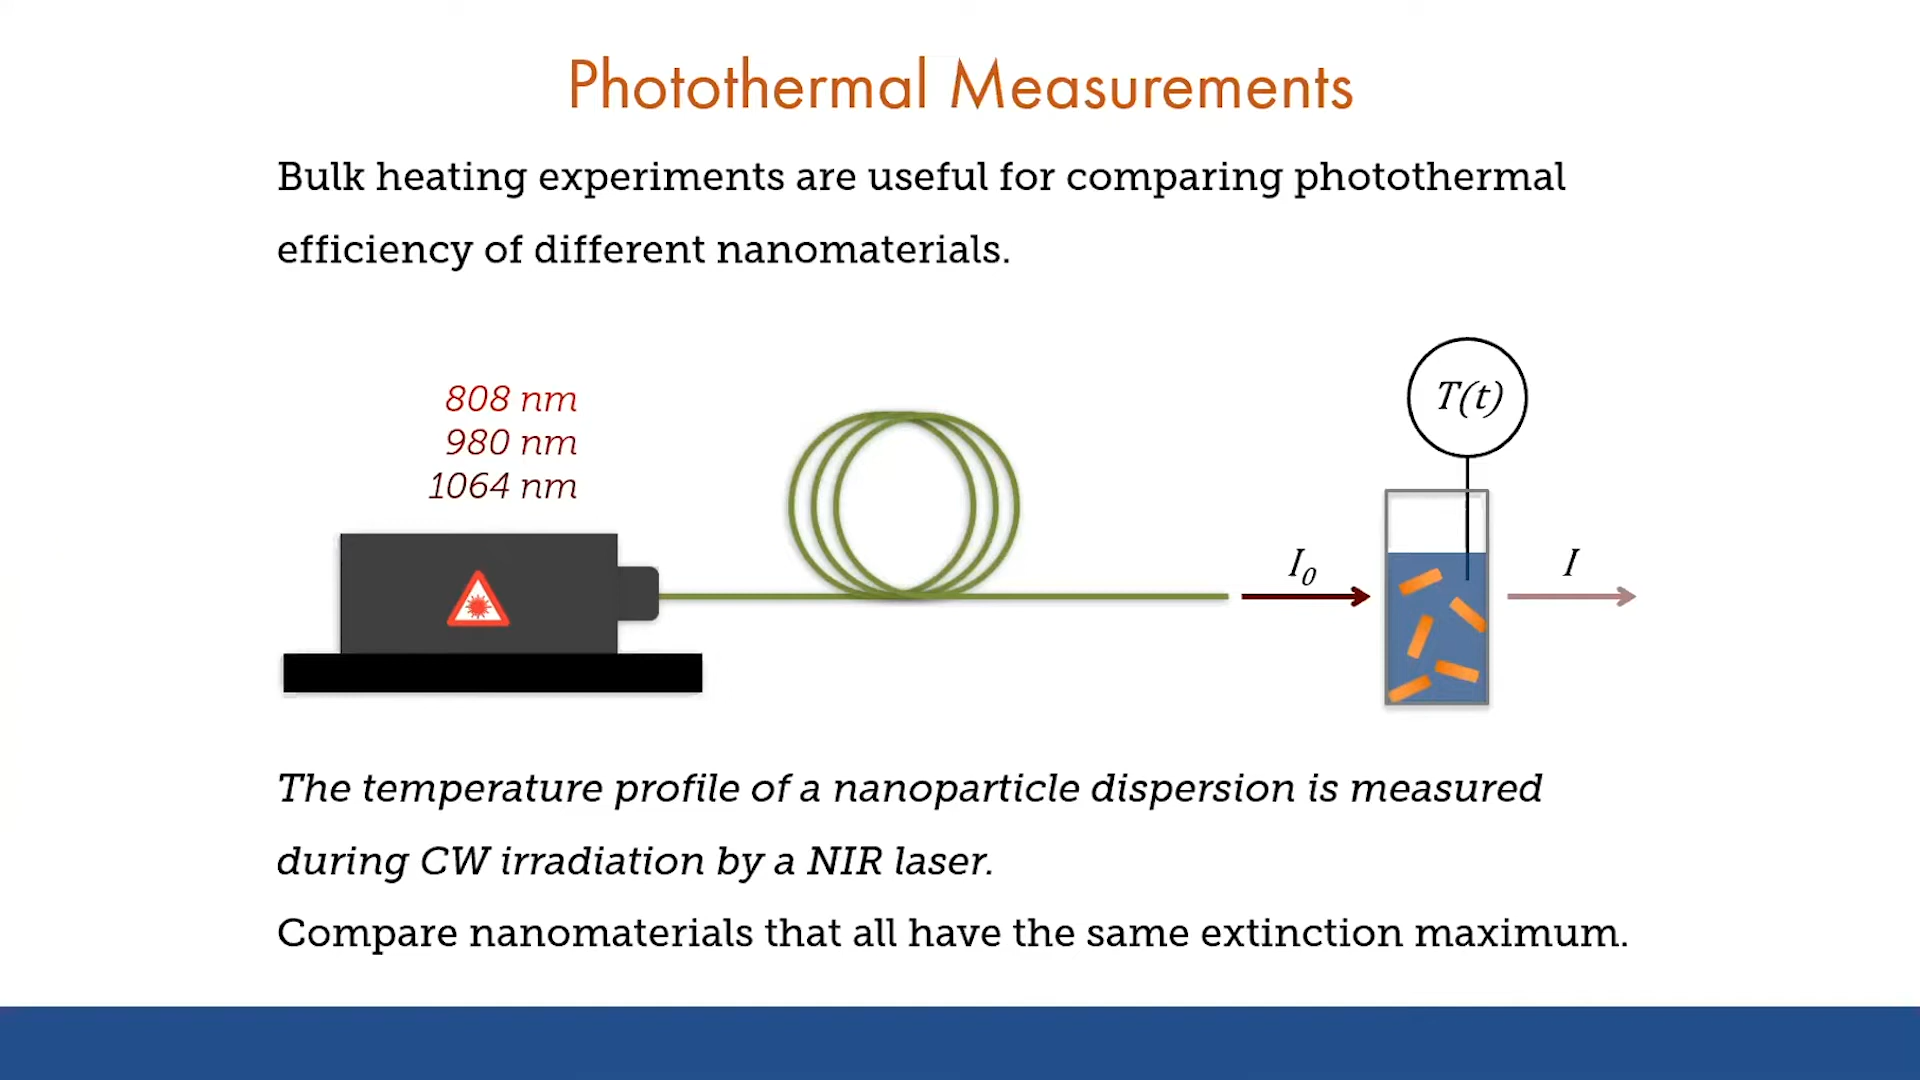 Photothermal Measurements
Bulk heating experiments are useful for comparing photothermal
efficiency of different nanomaterials.
808 nm
980 nm
1064 nm
T(t)
I₀
I
The temperature profile of a nanoparticle dispersion is measured
during CW irradiation by a NIR laser.
Compare nanomaterials that all have the same extinction maximum.